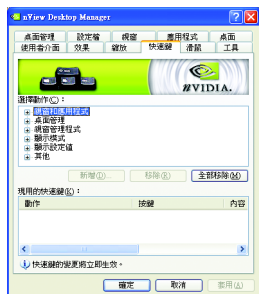 nView Desktop Manager
桌面管理 設定檔 視窗 應用程式 桌面
使用者介面 效果 縮放 快速鍵 滑鼠 工具
NVIDIA.
選擇動作(C):
視窗和應用程式
桌面管理
視窗管理程式
顯示模式
顯示設定值
其他
新增(D)... 移除(R) 全部移除(M)
現用的快速鍵(K):
動作 按鍵 內容
快速鍵的變更將立即生效。
確定 取消 套用(A)